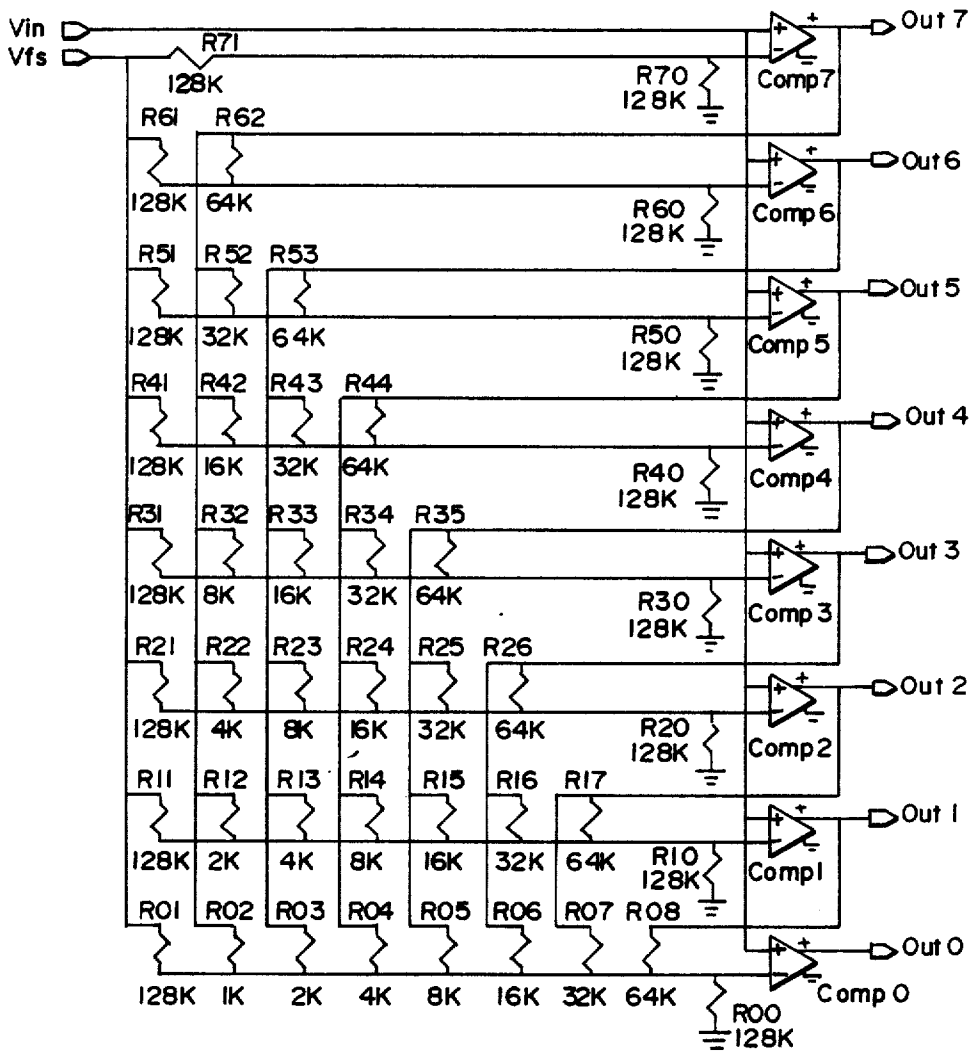 Vin
Vfs
R71
128K
R70
128K
+
-
+
Comp7
Out 7
R61 R62
128K 64K
R60
128K
+
-
+
Comp 6
Out 6
R51 R52 R53
128K 32K 64K
R50
128K
+
-
+
Comp 5
Out 5
R41 R42 R43 R44
128K 16K 32K 64K
R40
128K
+
-
+
Comp4
Out 4
R31 R32 R33 R34 R35
128K 8K 16K 32K 64K
R30
128K
+
-
+
Comp 3
Out 3
R21 R22 R23 R24 R25 R26
128K 4K 8K 16K 32K 64K
R20
128K
+
-
+
Comp2
Out 2
R11 R12 R13 R14 R15 R16 R17
128K 2K 4K 8K 16K 32K 64K
R10
128K
+
-
+
Comp1
Out 1
R01 R02 R03 R04 R05 R06 R07 R08
128K 1K 2K 4K 8K 16K 32K 64K
R00
128K
+
-
+
Comp 0
Out 0